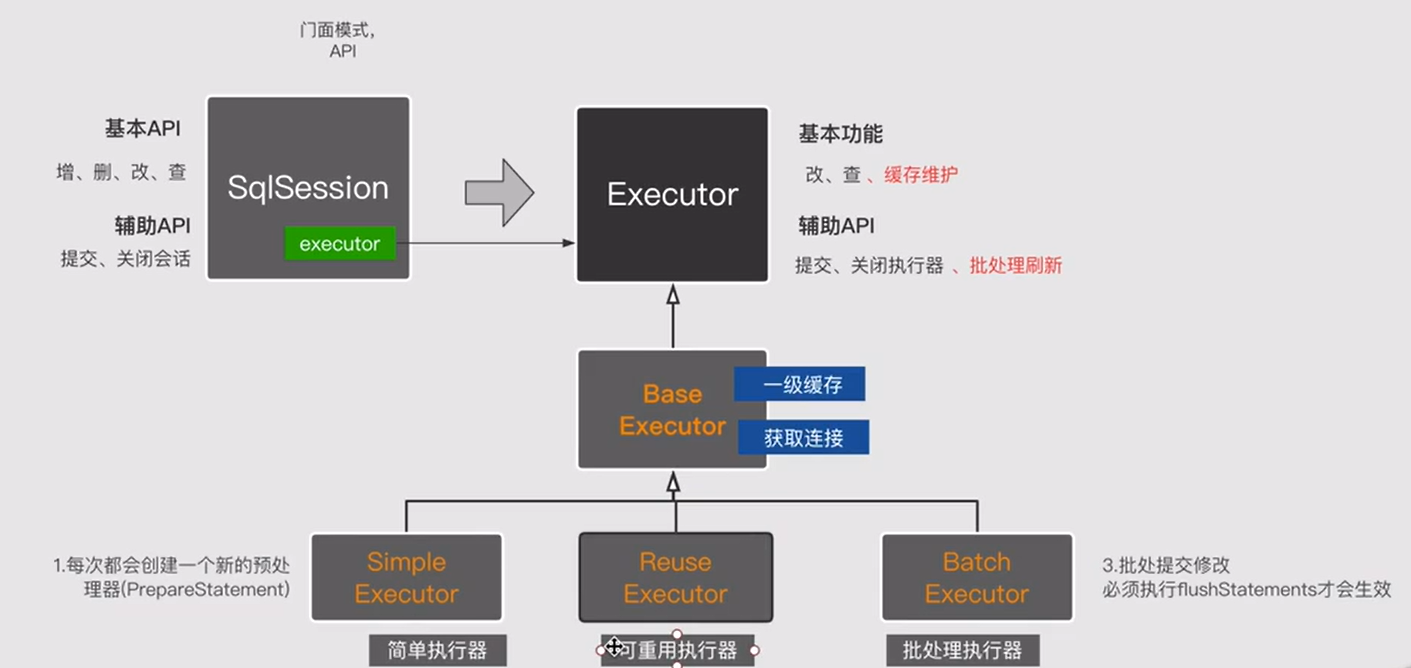 门面模式，
API
基本API
增、删、改、查
辅助API
提交、关闭会话
SqlSession
executor
Executor
基本功能
改、查 、缓存维护
辅助API
提交、关闭执行器 、批处理刷新
Base
Executor
一级缓存
获取连接
1.每次都会创建一个新的预处
理器(PrepareStatement)
Simple
Executor
简单执行器
Reuse
Executor
可重用执行器
Batch
Executor
批处理执行器
3.批处提交修改
必须执行flushStatements才会生效